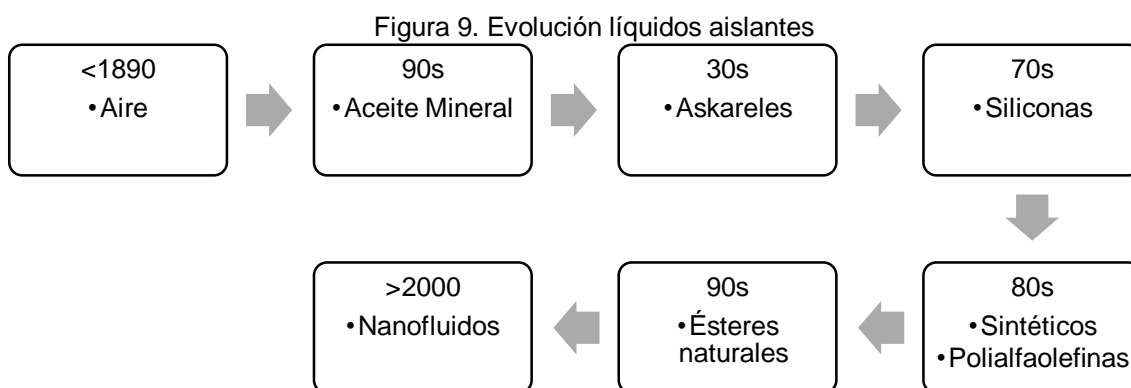 Figura 9. Evolución líquidos aislantes
<1890
•Aire
90s
•Aceite Mineral
30s
•Askareles
70s
•Siliconas
80s
•Sintéticos
•Polialfaolefinas
90s
•Ésteres
naturales
>2000
•Nanofluidos